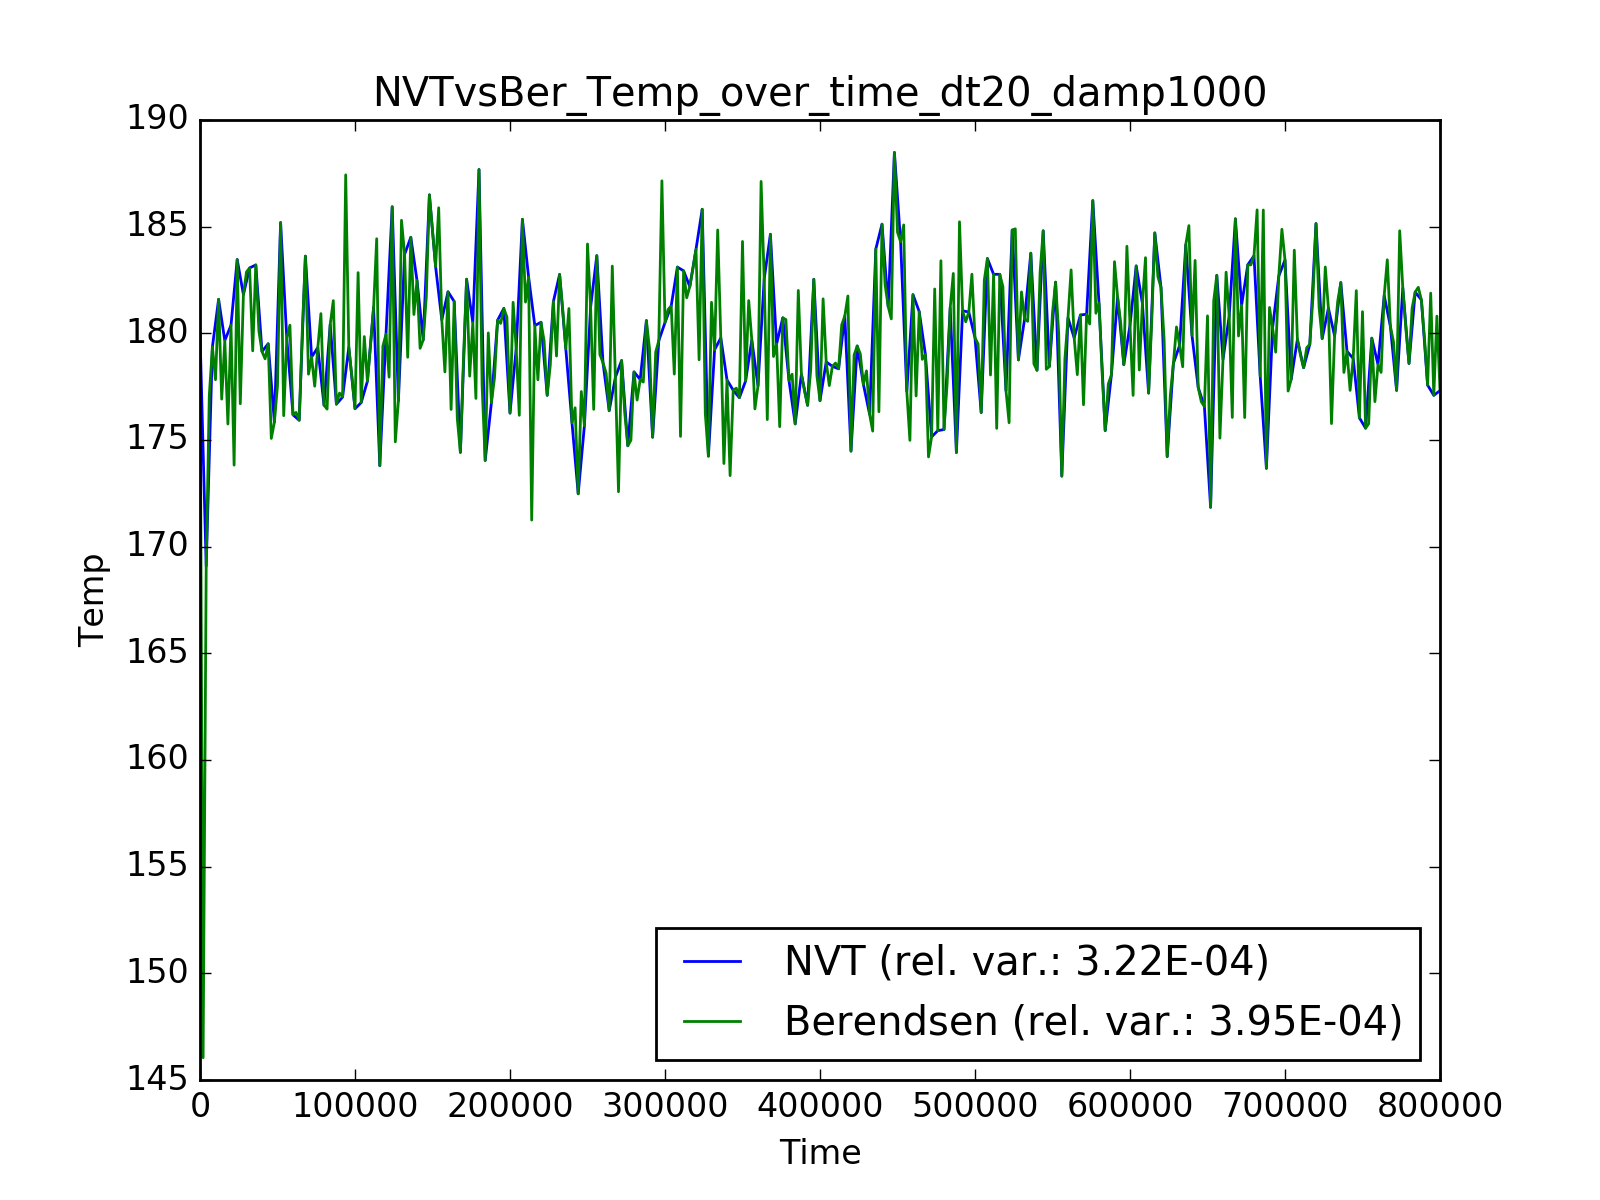 NVTvsBer_Temp_over_time_dt20_damp1000
190
185
180
175
170
165
160
155
150
145
Temp
NVT (rel. var.: 3.22E-04)
Berendsen (rel. var.: 3.95E-04)
0 100000 200000 300000 400000 500000 600000 700000 800000
Time